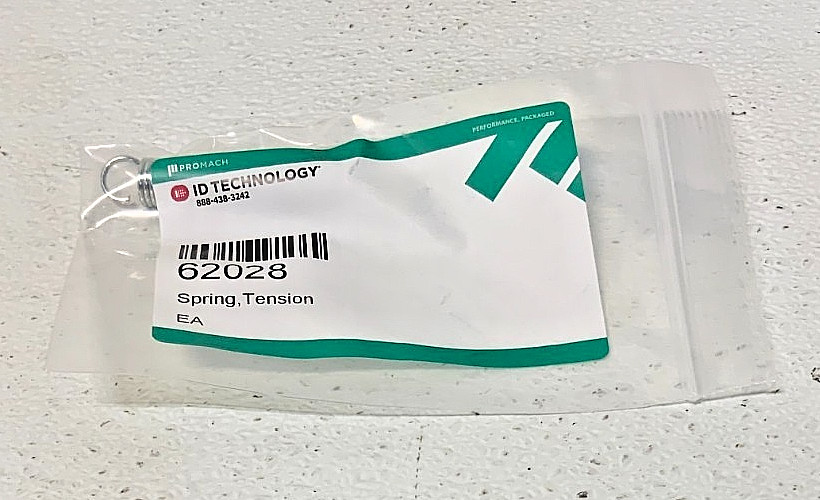 PROMACH
PERFORMANCE, PACKAGED
ID TECHNOLOGY
888-438-3242
62028
Spring,Tension
EA